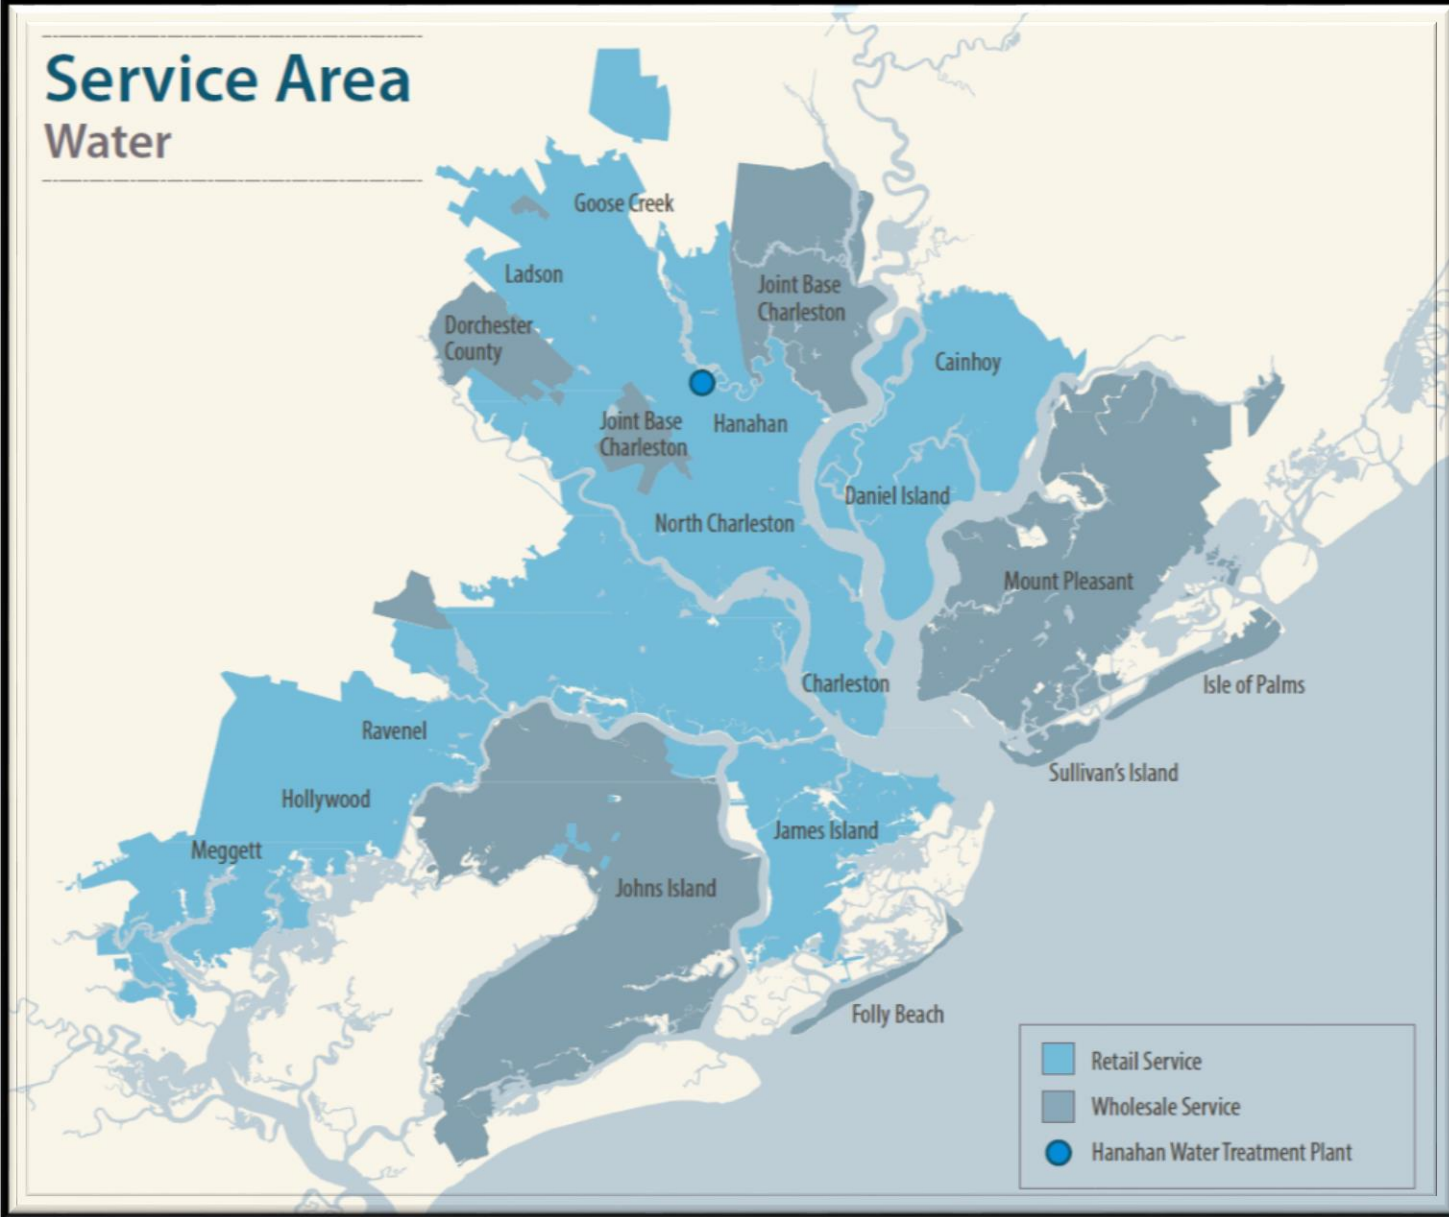 Service Area
Water
Goose Creek
Ladson
Joint Base
Charleston
Dorchester
County
Cainhoy
Joint Base
Charleston
Hanahan
Daniel Island
North Charleston
Mount Pleasant
Charleston
Isle of Palms
Ravenel
Sullivan's Island
Hollywood
James Island
Meggett
Johns Island
Folly Beach
Retail Service
Wholesale Service
Hanahan Water Treatment Plant